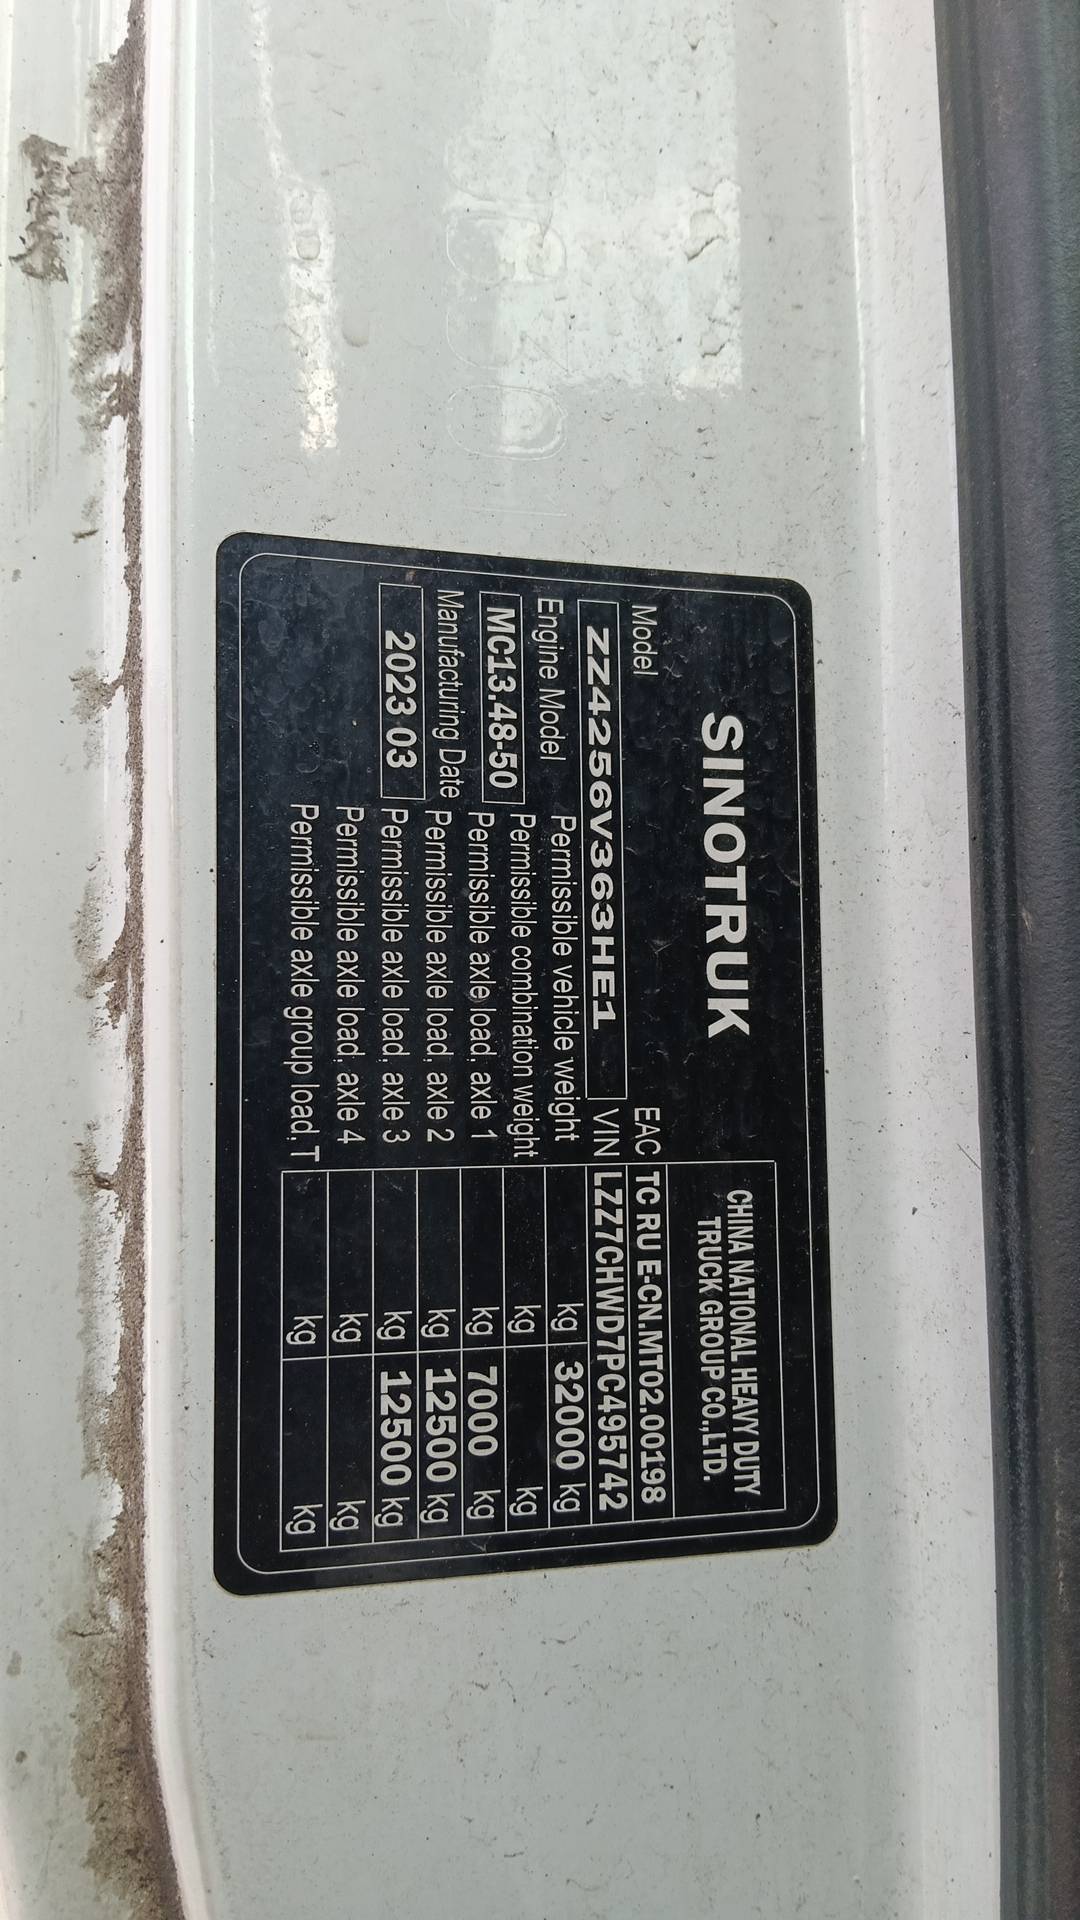 SINOTRUK
CHINA NATIONAL HEAVY DUTY
TRUCK GROUP CO.,LTD.
Model EAC TC RU E-CN.MT02.00198
ZZ4256V363HE1 VIN LZZ7CHWD7PC495742
Engine Model Permissible vehicle weight kg 32000 kg
MC13.48-50 Permissible combination weight kg kg
Permissible axle load, axle 1 kg 7000 kg
Manufacturing Date Permissible axle load, axle 2 kg 12500 kg
2023 03 Permissible axle load, axle 3 kg 12500 kg
Permissible axle load, axle 4 kg kg
Permissible axle group load, T kg kg